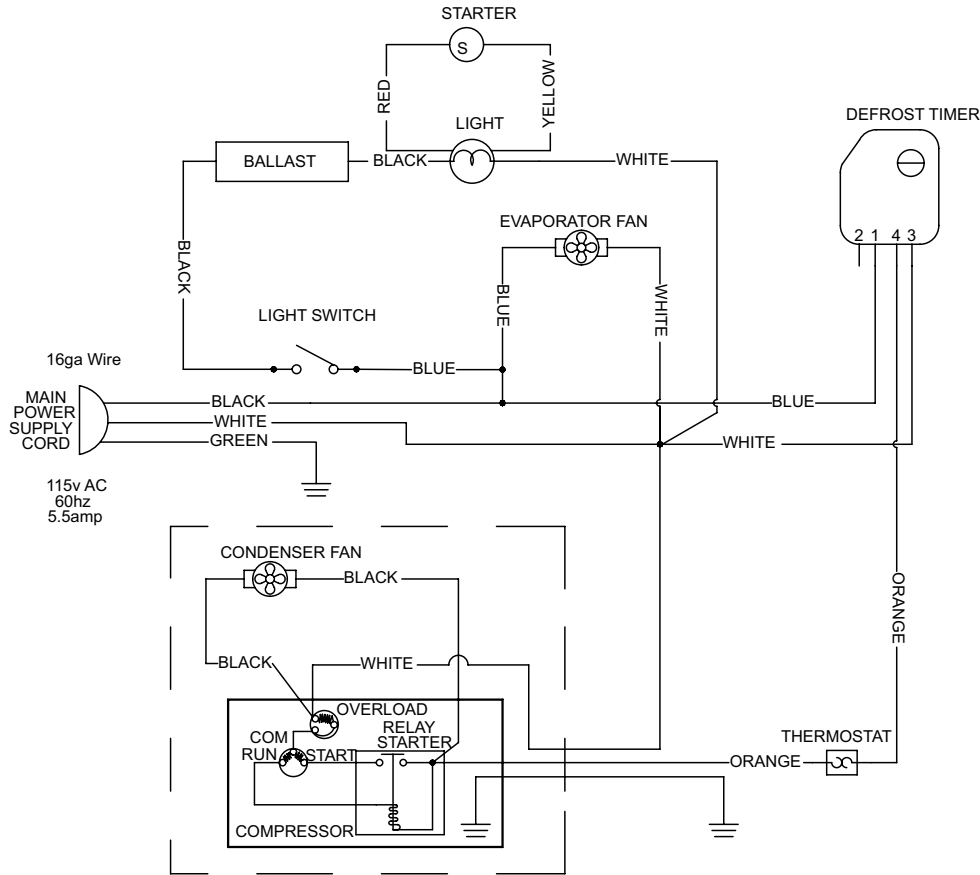 STARTER
S
RED
YELLOW
LIGHT
DEFROST TIMER
BALLAST
BLACK
WHITE
EVAPORATOR FAN
2 1 4 3
BLACK
BLUE
WHITE
LIGHT SWITCH
16ga Wire
BLUE
MAIN
POWER
SUPPLY
CORD
BLACK
BLUE
WHITE
GREEN
WHITE
115v AC
60hz
5.5amp
CONDENSER FAN
BLACK
ORANGE
BLACK
WHITE
OVERLOAD
RELAY
STARTER
COM
RUN
START
THERMOSTAT
ORANGE
COMPRESSOR